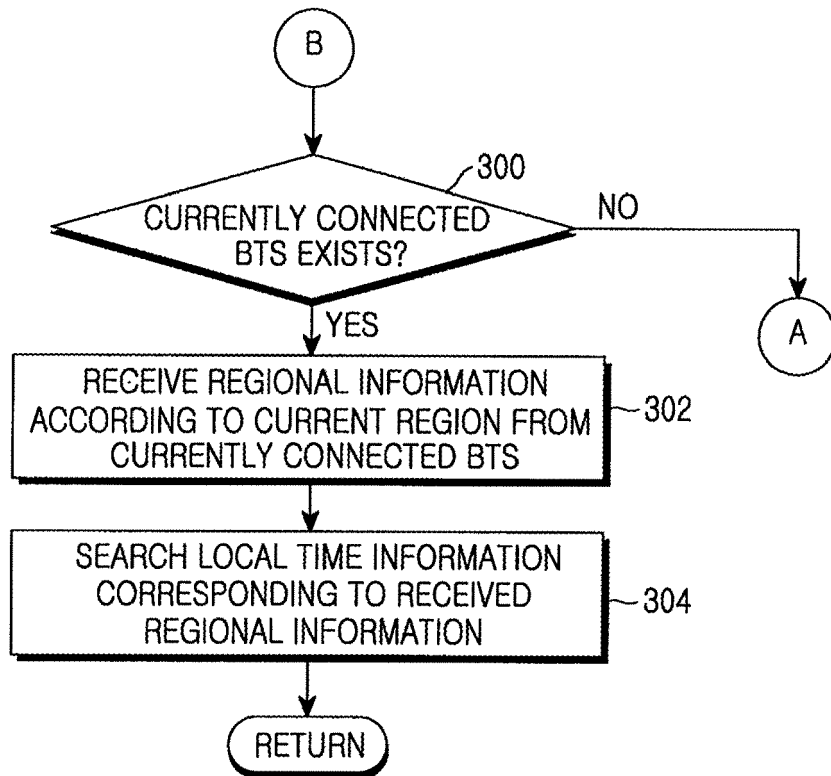 B
300
CURRENTLY CONNECTED
BTS EXISTS?
NO
A
YES
RECEIVE REGIONAL INFORMATION
ACCORDING TO CURRENT REGION FROM
CURRENTLY CONNECTED BTS
302
SEARCH LOCAL TIME INFORMATION
CORRESPONDING TO RECEIVED
REGIONAL INFORMATION
304
RETURN